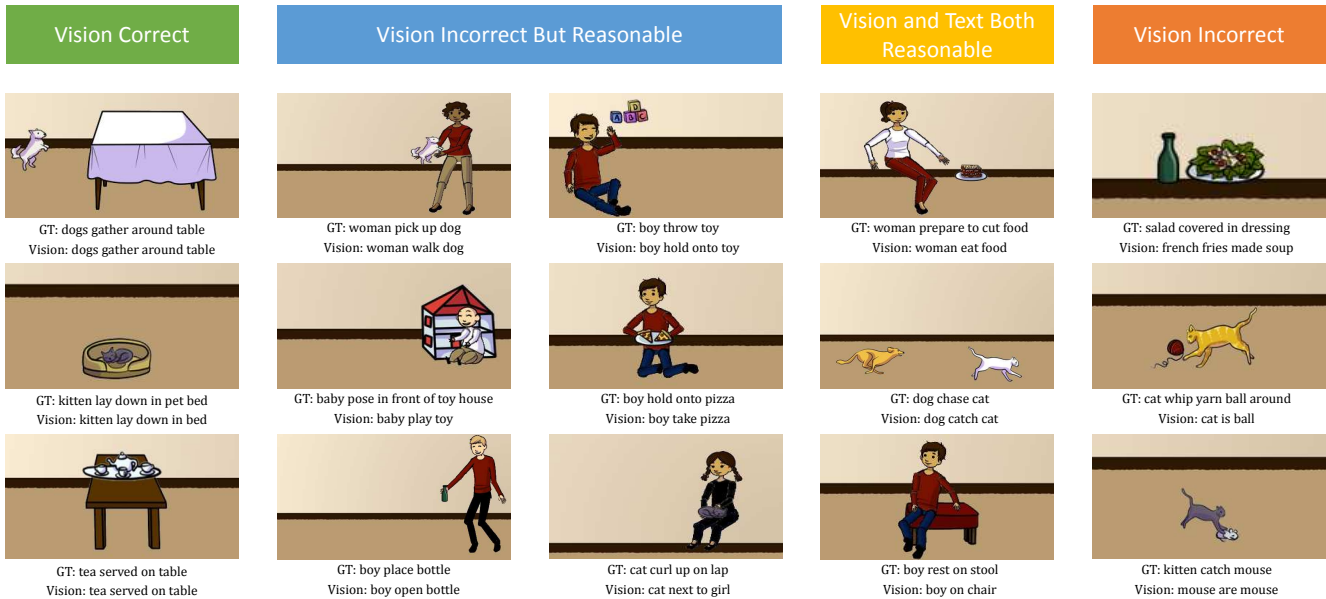 Vision Correct
Vision Incorrect But Reasonable
Vision and Text Both
Reasonable
Vision Incorrect
D
A B C
GT: dogs gather around table
Vision: dogs gather around table
GT: woman pick up dog
Vision: woman walk dog
GT: boy throw toy
Vision: boy hold onto toy
GT: woman prepare to cut food
Vision: woman eat food
GT: salad covered in dressing
Vision: french fries made soup
GT: kitten lay down in pet bed
Vision: kitten lay down in bed
GT: baby pose in front of toy house
Vision: baby play toy
GT: boy hold onto pizza
Vision: boy take pizza
GT: dog chase cat
Vision: dog catch cat
GT: cat whip yarn ball around
Vision: cat is ball
GT: tea served on table
Vision: tea served on table
GT: boy place bottle
Vision: boy open bottle
GT: cat curl up on lap
Vision: cat next to girl
GT: boy rest on stool
Vision: boy on chair
GT: kitten catch mouse
Vision: mouse are mouse